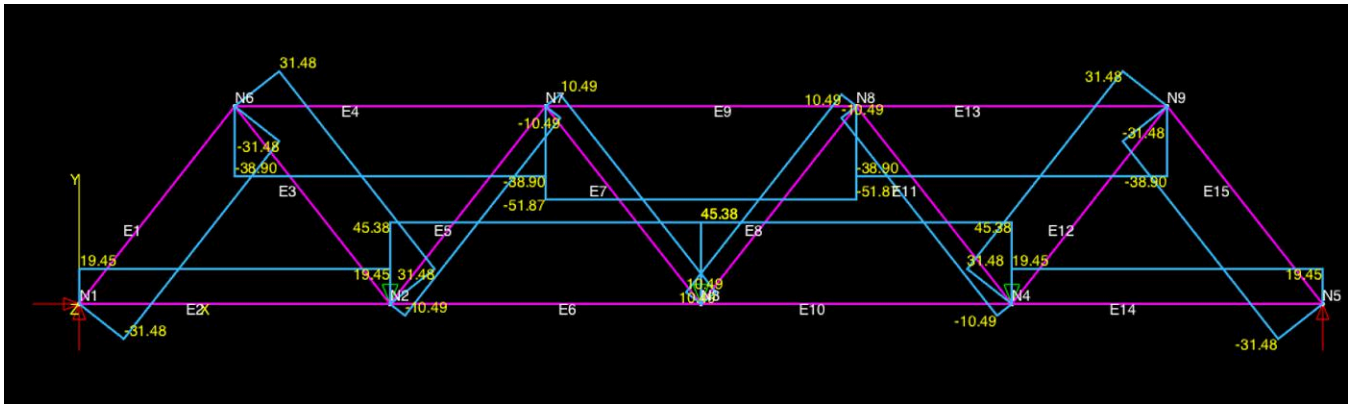 31.48
31.48
N6
E4
N7
10.49
E9
10.49
N8
-10.49
E13
N9
-10.49
-31.48
-31.48
-38.90
-38.90
-38.90
-38.90
Y
E3
-51.87
E7
-51.87
E11
E15
E1
45.38
E5
45.38
E8
45.38
E12
19.45
19.45
31.48
10.49
31.48
19.45
19.45
N1
N2
N4
N5
Z
E2
X
-10.49
E6
E10
-10.49
E14
-31.48
-31.48